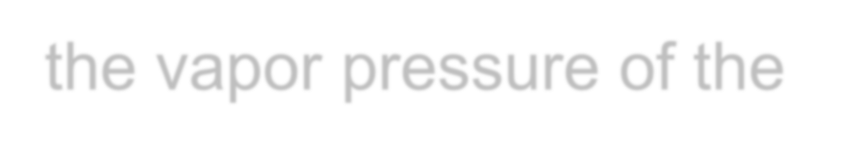 the vapor pressure of the